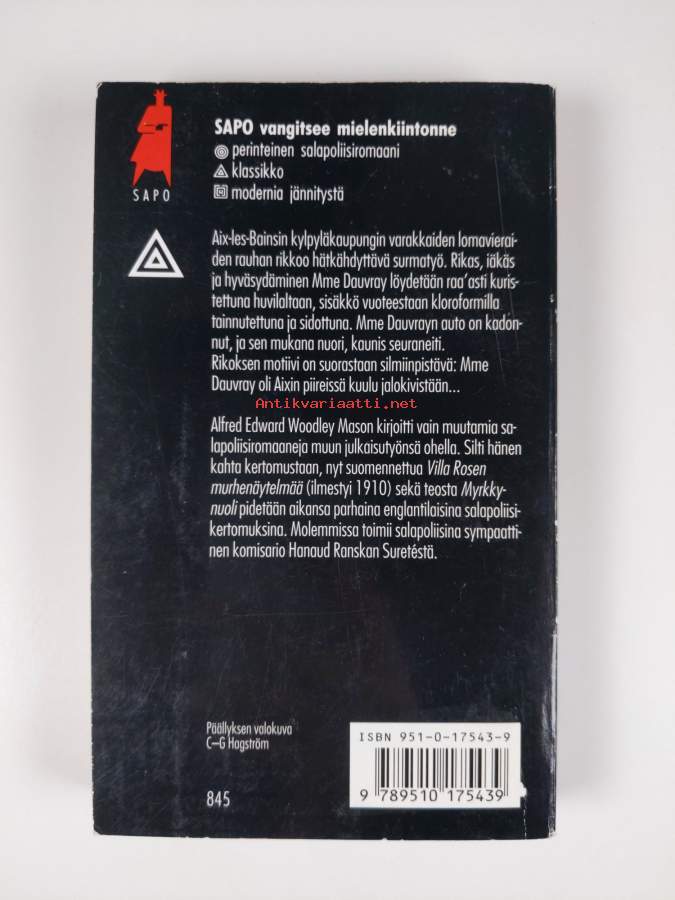 SAPO vangitsee mielenkiintonne
perinteinen salapoliisiromaani
klassikko
modernia jännitystä
SAPO
Aix-les-Bainsin kylpyläkaupungin varakkaiden lomavierai-
den rauhan rikkoo hätkähdyttävä surmatyö. Rikas, iäkäs
ja hyväsydäminen Mme Dauvray löydetään raa'asti kuris-
tettuna huvilaltaan, sisäkkö vuoteestaan kloroformilla
tainnutettuna ja sidottuna. Mme Dauvrayn auto on kadon-
nut, ja sen mukana nuori, kaunis seuraneiti.
Rikoksen motiivi on suorastaan silmiinpistävä: Mme
Dauvray oli Aixin piireissä kuulu jalokivistään...
Antikvariaatti.net
Alfred Edward Woodley Mason kirjoitti vain muutamia sa-
lapoliisiromaaneja muun julkaisutyönsä ohella. Silti hänen
kahta kertomustaan, nyt suomennettua Villa Rosen
murhenäytelmää (ilmestyi 1910) sekä teosta Myrkky-
nuoli pidetään aikansa parhaina englantilaisina salapoliisi-
kertomuksina. Molemmissa toimii salapoliisina sympaatti-
nen komisario Hanaud Ranskan Suretéstä.
Päällyksen valokuva
C–G Hagström
845
ISBN 951-0-17543-9
9 789510 175439